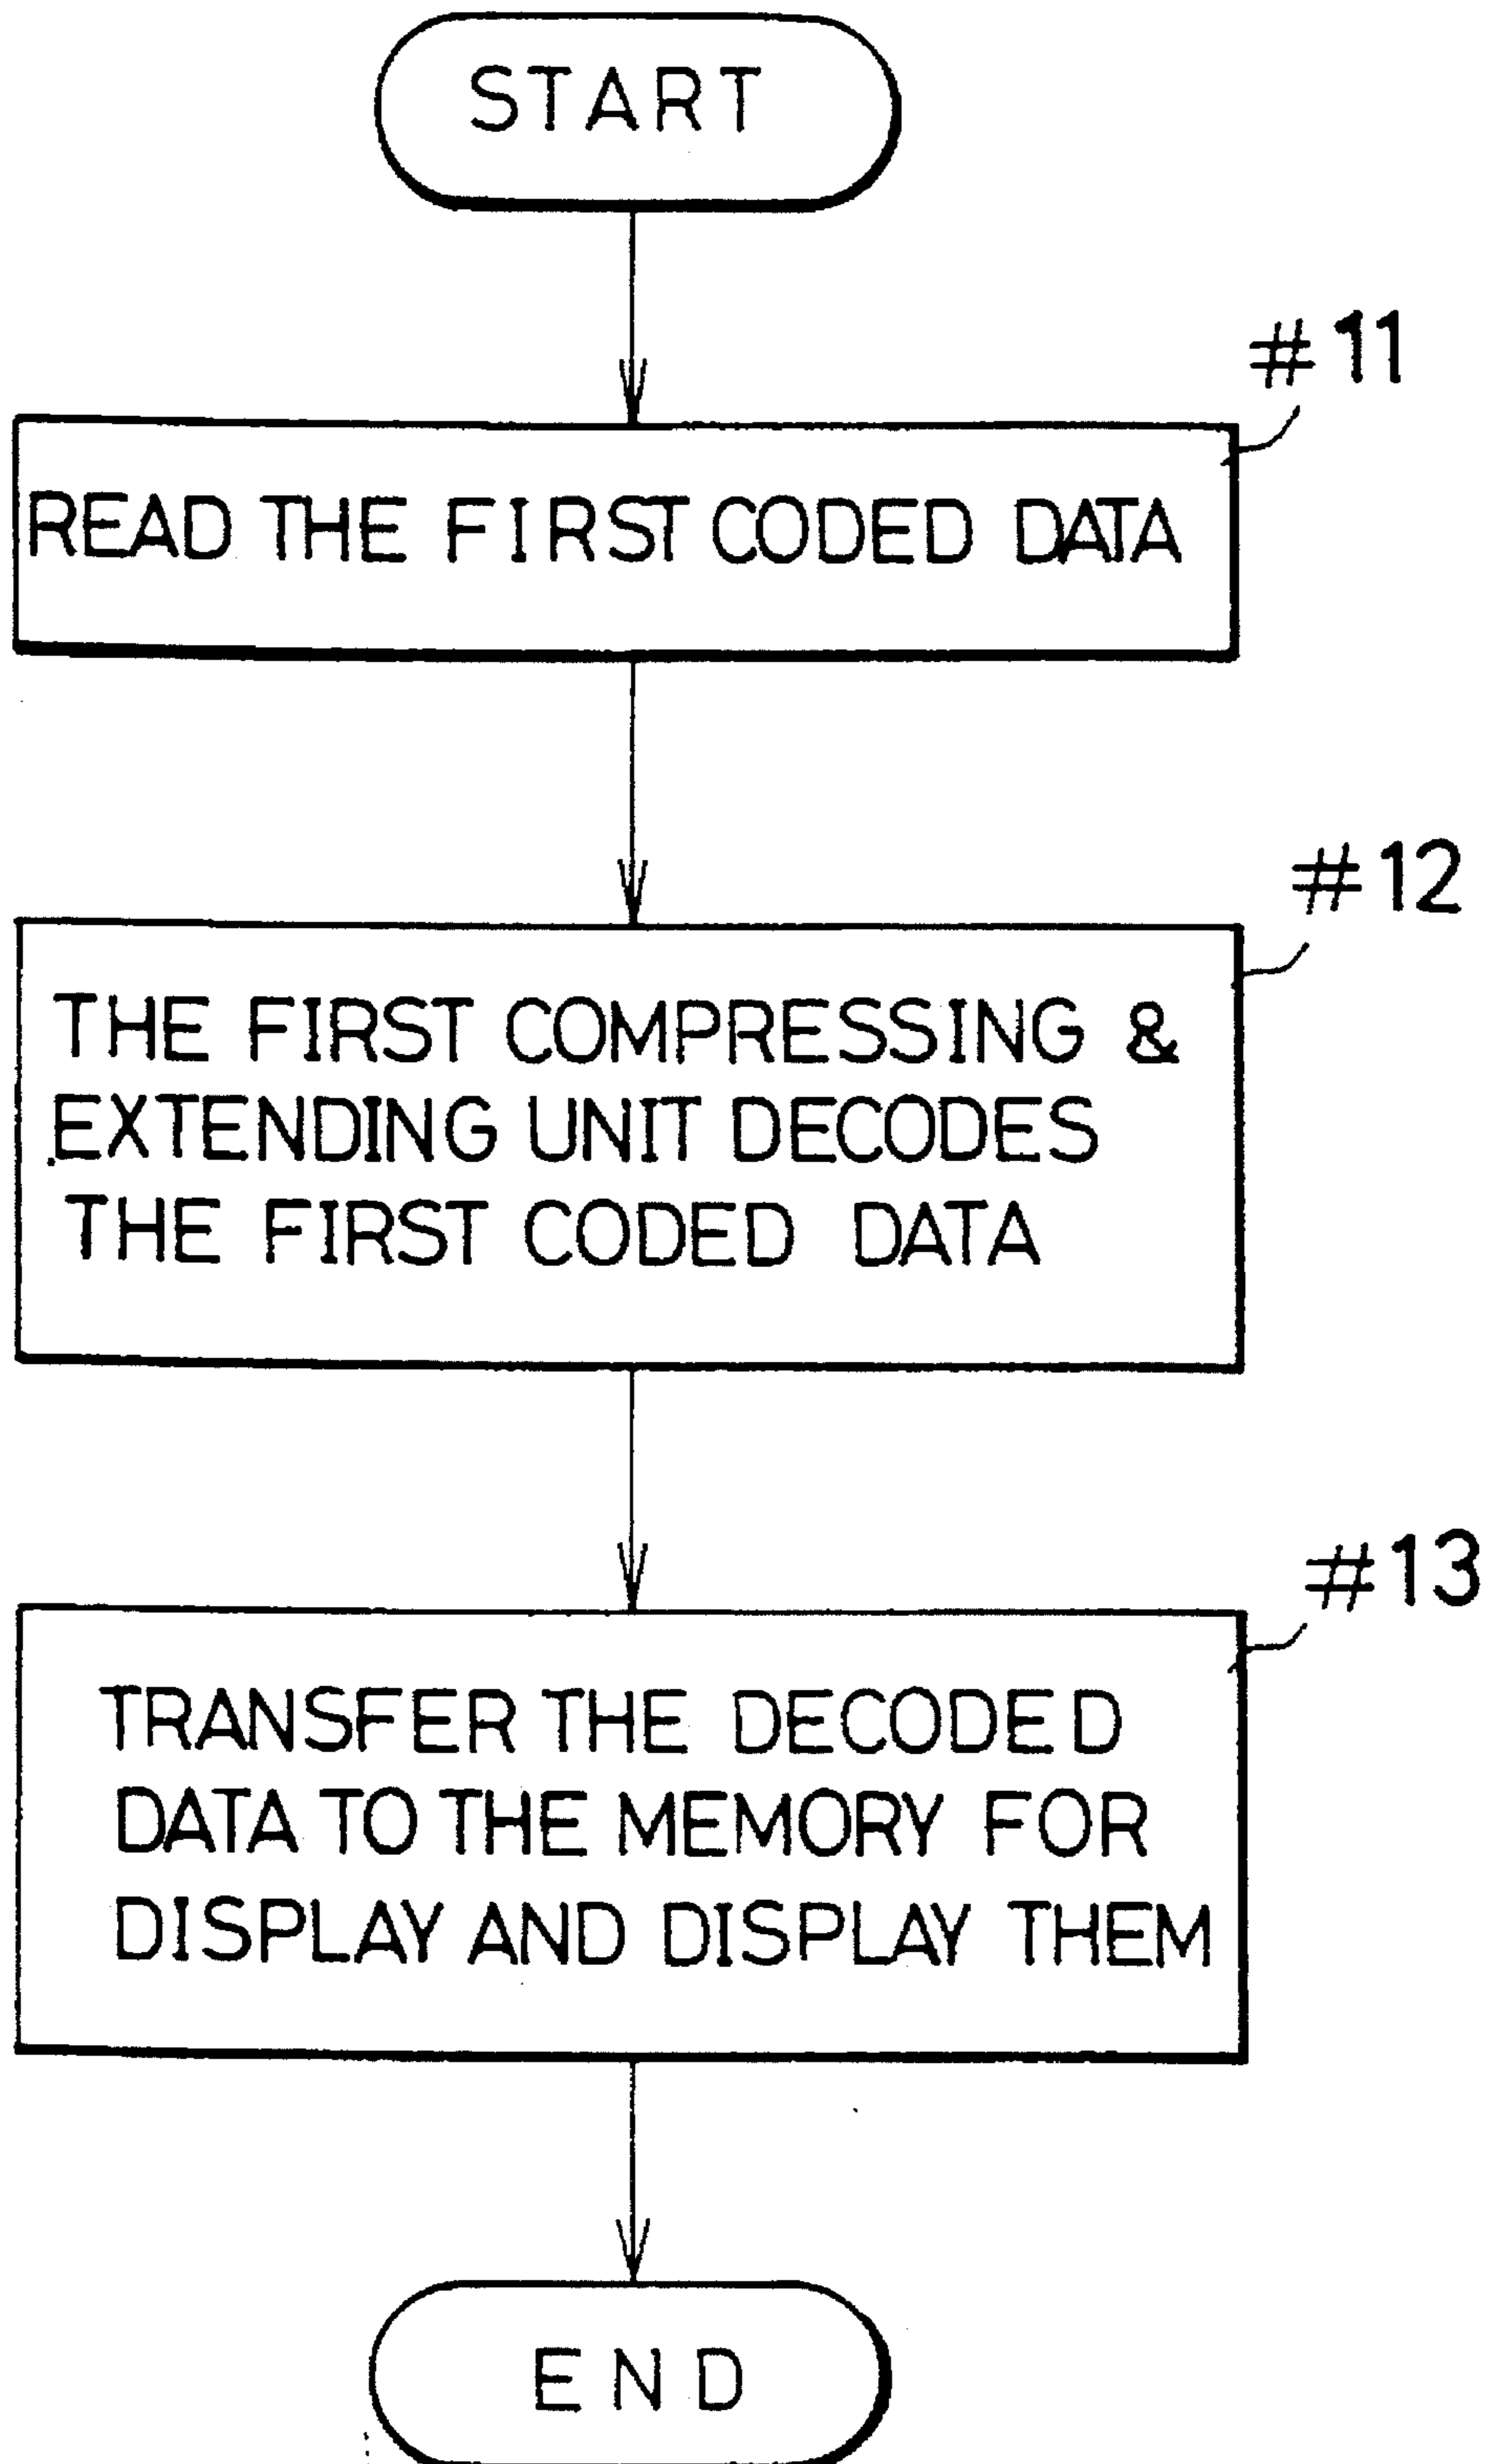 START
#11
READ THE FIRST CODED DATA
#12
THE FIRST COMPRESSING &
EXTENDING UNIT DECODES
THE FIRST CODED DATA
#13
TRANSFER THE DECODED
DATA TO THE MEMORY FOR
DISPLAY AND DISPLAY THEM
END